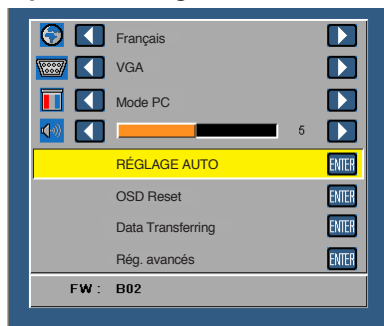 Français
VGA
Mode PC
5
RÉGLAGE AUTO ENTER
OSD Reset ENTER
Data Transferring ENTER
Rég. avancés ENTER
FW : B02